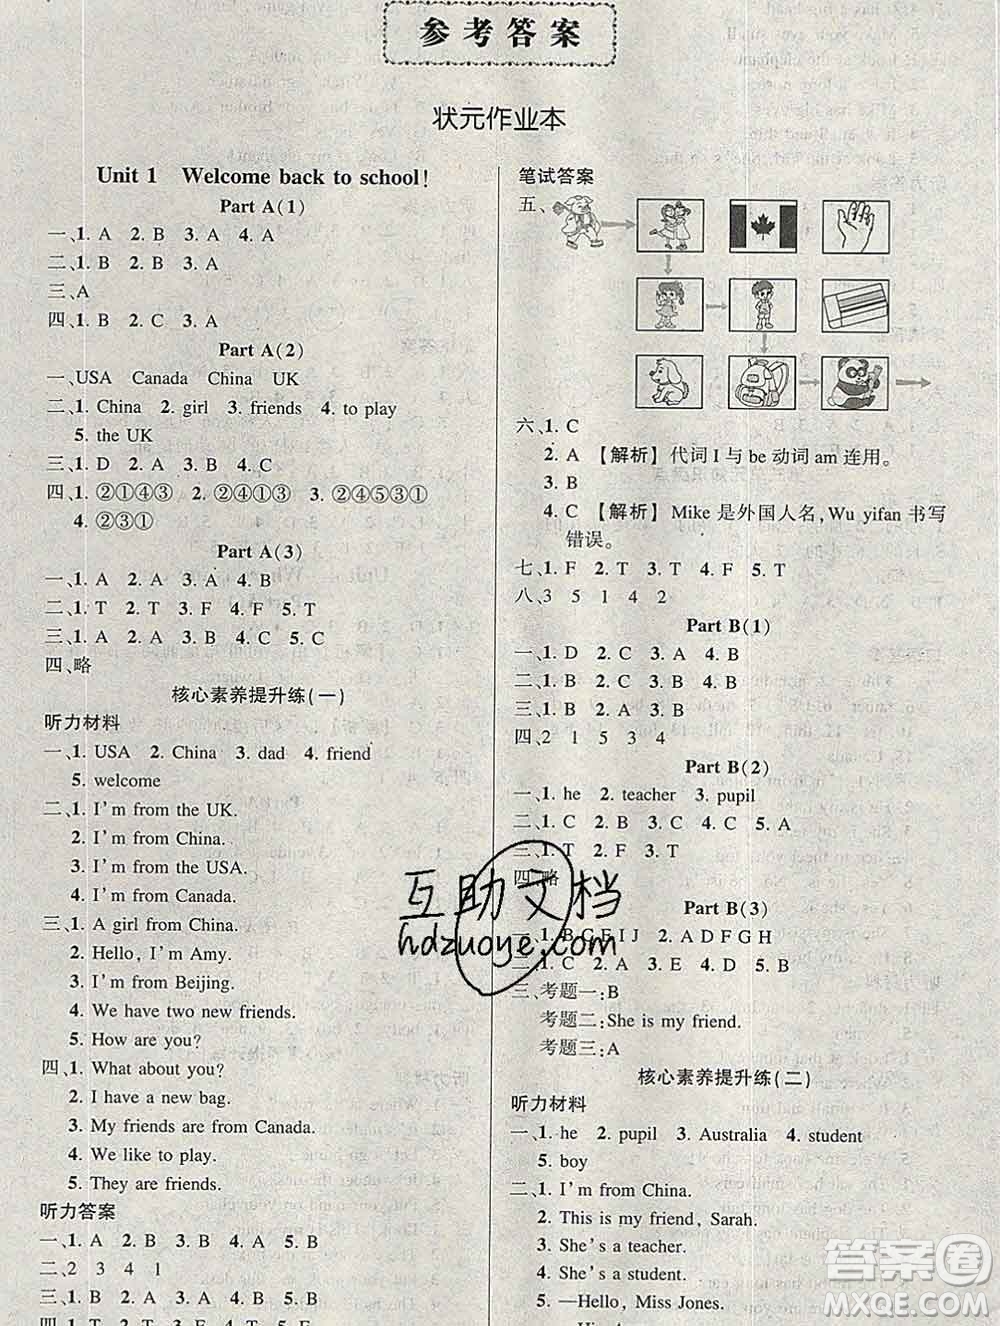 参考答案
状元作业本
Unit 1 Welcome back to school!
Part A(1)
一、1. A 2. B 3. A 4. A
二、1. B 2. B 3. A
三、A
四、1. B 2. C 3. A
Part A(2)
一、USA Canada China UK
二、1. China 2. girl 3. friends 4. to play
5. the UK
三、1. D 2. A 3. B 4. C
四、1. ②①④③ 2. ②④③① 3. ②④⑤③①
4. ②③①
Part A(3)
一、1. A 2. A 3. A 4. B
二、1. T 2. T 3. F 4. F 5. T
三、1. A 2. C 3. A 4. B 5. A
四、略
核心素养提升练(一)
听力材料
一、1. USA 2. China 3. dad 4. friend
5. welcome
二、1. I'm from the UK.
2. I'm from China.
3. I'm from the USA.
4. I'm from Canada.
三、1. A girl from China.
2. Hello, I'm Amy.
3. I'm from Beijing.
4. We have two new friends.
5. How are you?
四、1. What about you?
2. I have a new bag.
3. My friends are from Canada.
4. We like to play.
5. They are from China.
听力答案
一、1. A 2. B 3. B 4. A 5. B
二、2 3 4 1
三、1. B 2. A 3. A 4. B 5. A
笔试答案
五、
六、1. C
2. A 【解析】代词 I 与 be 动词 am 连用。
3. B
4. C 【解析】Mike 是外国人名,Wu yifan 书写
错误。
七、1. F 2. T 3. T 4. F 5. T
八、3 5 1 4 2
Part B(1)
一、1. D 2. A 3. A 4. B
二、1. B 2. C 3. A 4. B 5. B
三、1. A 2. B 3. B 4. A 5. B
四、2 1 5 3 4
Part B(2)
一、1. he 2. teacher 3. pupil
二、1. C 2. B 3. B 4. C 5. A
三、1. T 2. F 3. F 4. T 5. T
四、略
Part B(3)
一、1. B C E I J 2. A D F G H
二、1. C 2. A 3. A 4. D 5. B
三、考题一:B
考题二:She is my friend.
考题三:A
核心素养提升练(二)
听力材料
一、1. he 2. pupil 3. Australia 4. student
5. boy
二、1. I'm from China.
2. This is my friend, Sarah.
3. She's a teacher.
4. She's a student.
5. —Hello, Miss Jones.
互助文档
hdzuoye.com
答案圈
MXQE.COM